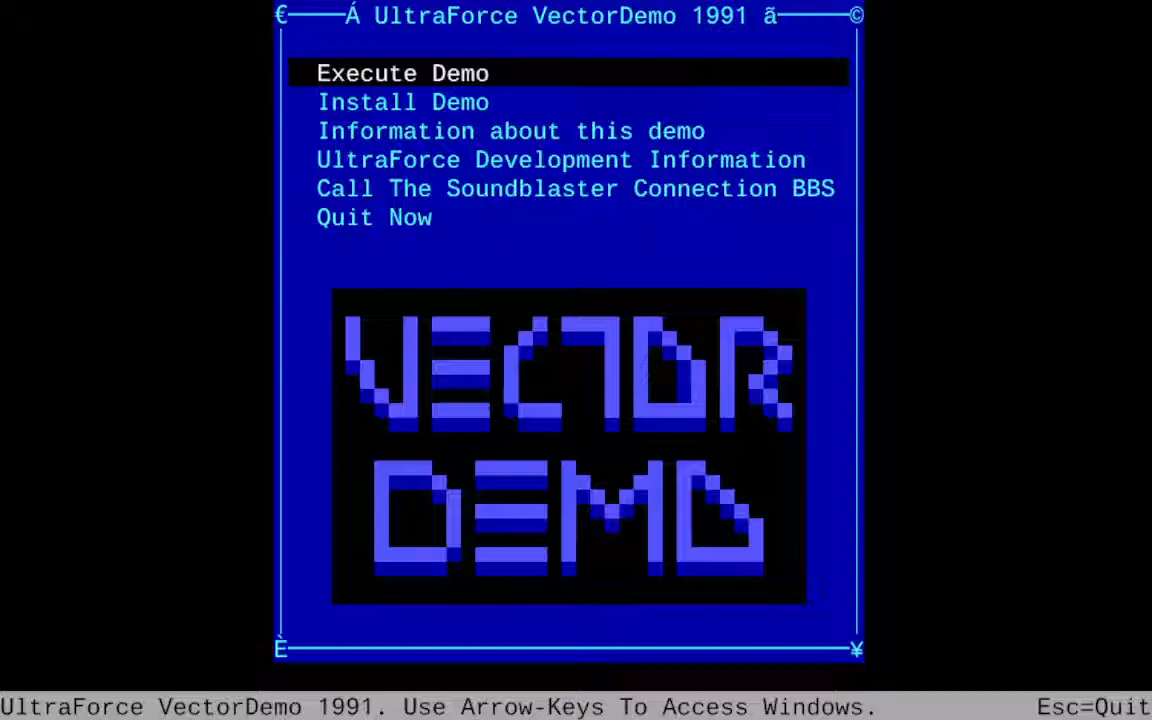 €────Á UltraForce VectorDemo 1991 ã─────©
Execute Demo
Install Demo
Information about this demo
UltraForce Development Information
Call The Soundblaster Connection BBS
Quit Now
VECTOR
DEMO
È───────────────────────────────────────¥
UltraForce VectorDemo 1991. Use Arrow-Keys To Access Windows. Esc=Quit